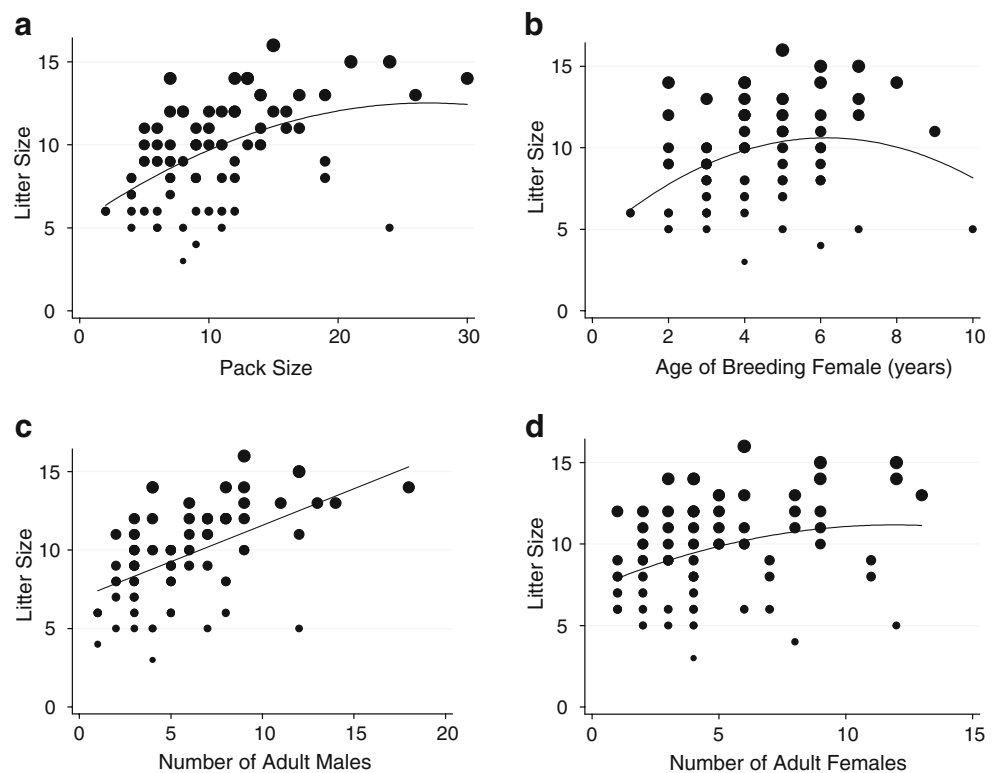 a
15
10
5
0
Litter Size
0 10 20 30
Pack Size
b
15
10
5
0
Litter Size
0 2 4 6 8 10
Age of Breeding Female (years)
c
15
10
5
0
Litter Size
0 5 10 15 20
Number of Adult Males
d
15
10
5
0
Litter Size
0 5 10 15
Number of Adult Females